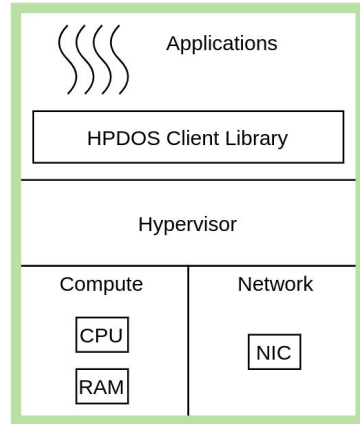 Applications
HPDOS Client Library
Hypervisor
Compute
Network
CPU
NIC
RAM